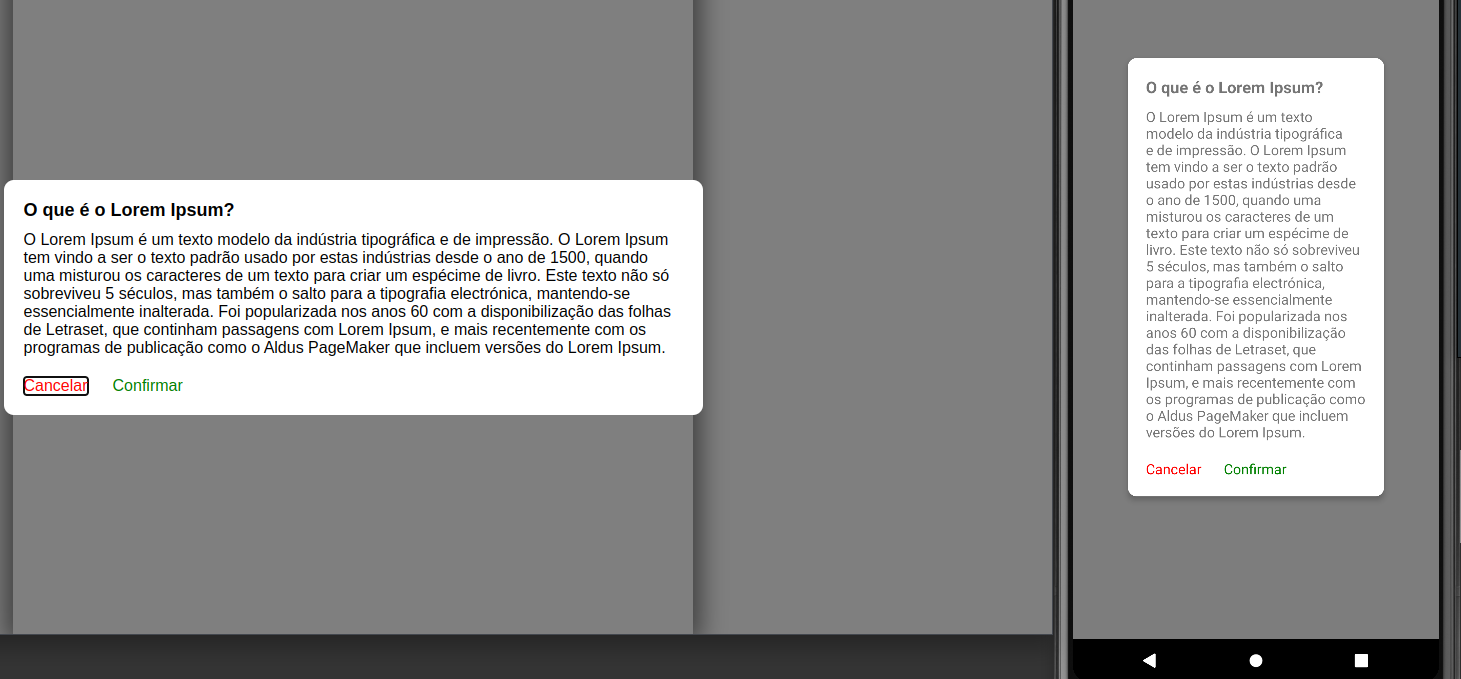 O que é o Lorem Ipsum?
O Lorem Ipsum é um texto modelo da indústria tipográfica e de impressão. O Lorem Ipsum
tem vindo a ser o texto padrão usado por estas indústrias desde o ano de 1500, quando
uma misturou os caracteres de um texto para criar um espécime de livro. Este texto não só
sobreviveu 5 séculos, mas também o salto para a tipografia electrónica, mantendo-se
essencialmente inalterada. Foi popularizada nos anos 60 com a disponibilização das folhas
de Letraset, que continham passagens com Lorem Ipsum, e mais recentemente com os
programas de publicação como o Aldus PageMaker que incluem versões do Lorem Ipsum.
Cancelar Confirmar
O que é o Lorem Ipsum?
O Lorem Ipsum é um texto
modelo da indústria tipográfica
e de impressão. O Lorem Ipsum
tem vindo a ser o texto padrão
usado por estas indústrias desde
o ano de 1500, quando uma
misturou os caracteres de um
texto para criar um espécime de
livro. Este texto não só sobreviveu
5 séculos, mas também o salto
para a tipografia electrónica,
mantendo-se essencialmente
inalterada. Foi popularizada nos
anos 60 com a disponibilização
das folhas de Letraset, que
continham passagens com Lorem
Ipsum, e mais recentemente com
os programas de publicação como
o Aldus PageMaker que incluem
versões do Lorem Ipsum.
Cancelar Confirmar